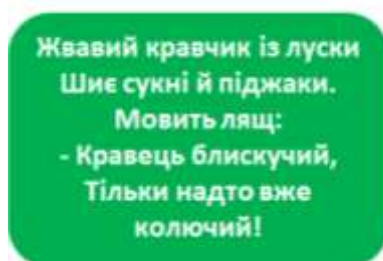 Жвавий кравчик із луски
Шиє сукні й піджаки.
Мовить лящ:
- Кравець блискучий,
Тільки надто вже
колючий!